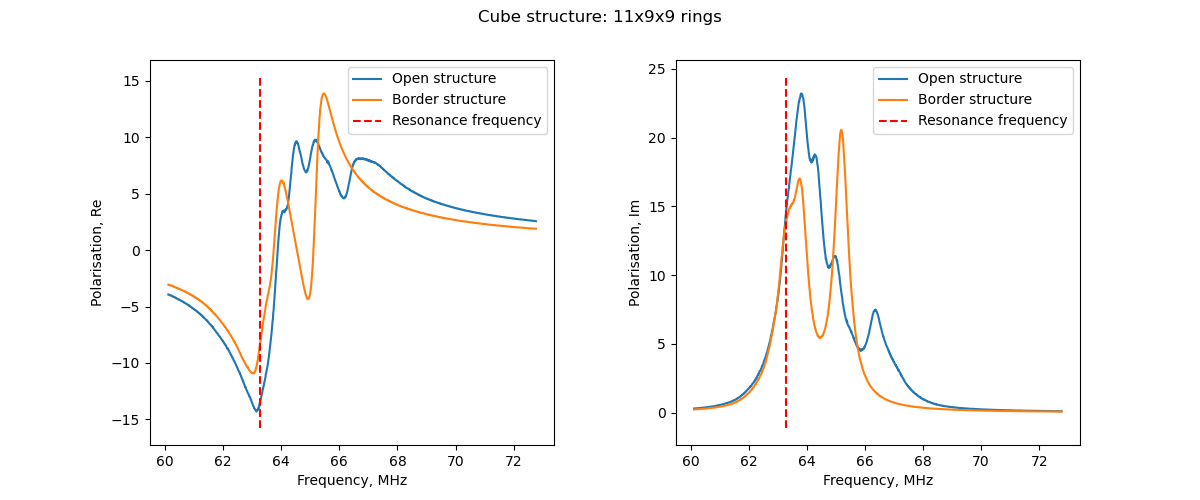 Cube structure: 11x9x9 rings
Polarisation, Re
15
10
5
0
−5
−10
−15
60
62
64
66
68
70
72
Frequency, MHz
Open structure
Border structure
Resonance frequency
Polarisation, Im
25
20
15
10
5
0
60
62
64
66
68
70
72
Frequency, MHz
Open structure
Border structure
Resonance frequency